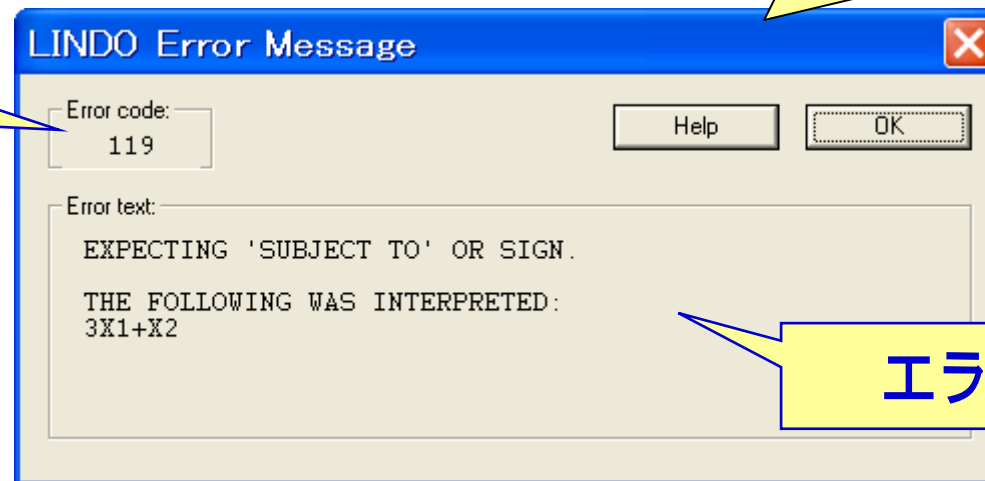 LINDO Error Message
Error code:
119
Help
OK
Error text:
EXPECTING 'SUBJECT TO' OR SIGN.
THE FOLLOWING WAS INTERPRETED:
3X1+X2
エラ